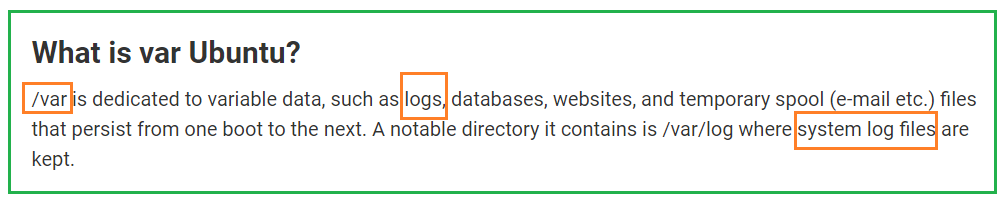 What is var Ubuntu?
/var is dedicated to variable data, such as logs, databases, websites, and temporary spool (e-mail etc.) files
that persist from one boot to the next. A notable directory it contains is /var/log where system log files are
kept.